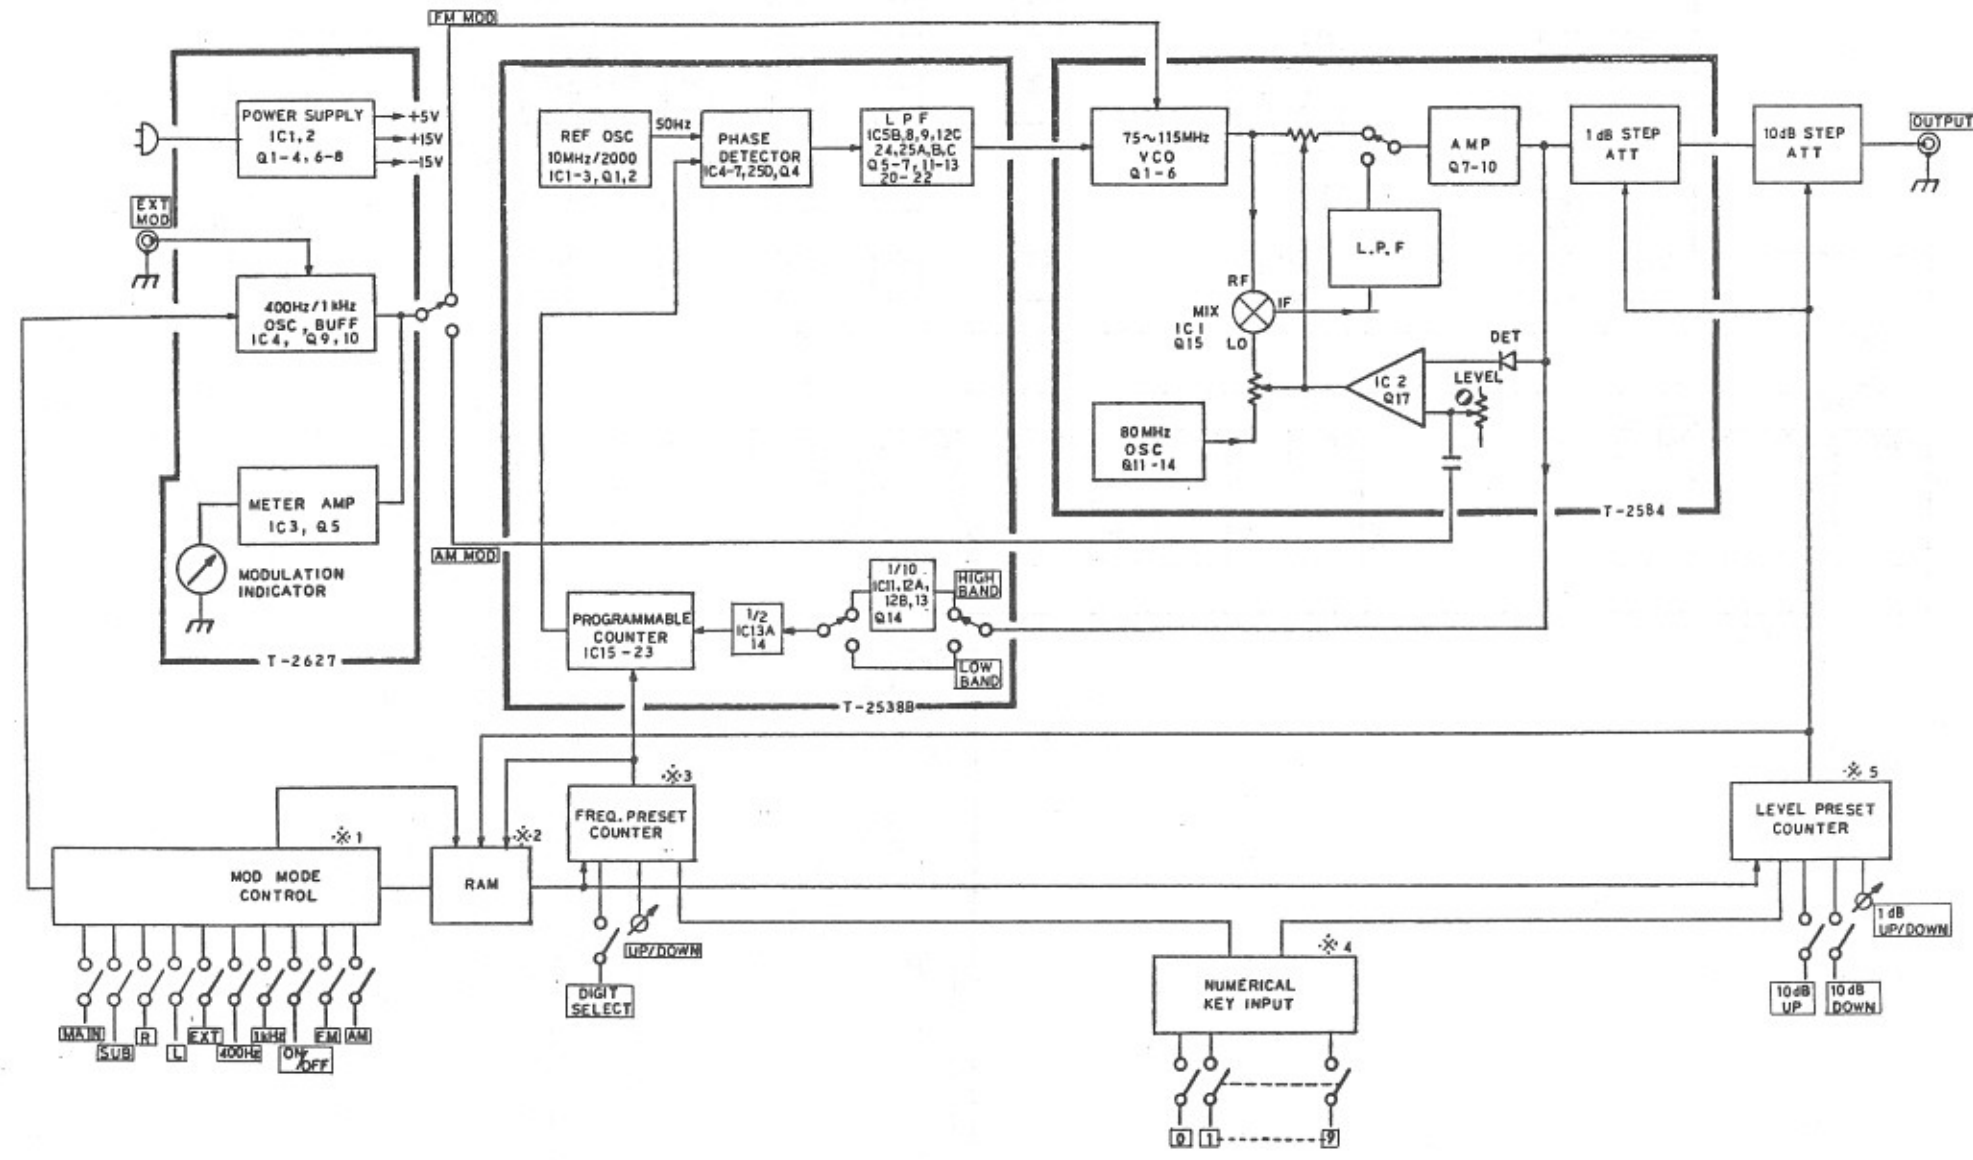 FM MOD
POWER SUPPLY
IC1, 2
Q1-4, 6-8
+5V
+15V
-15V
EXT
MOD
400Hz/1kHz
OSC, BUFF
IC4, Q9, 10
METER AMP
IC3, Q5
MODULATION
INDICATOR
T-2627
AM MOD
REF OSC
10MHz/2000
IC1-3, Q1, 2
50Hz
PHASE
DETECTOR
IC4-7, 25D, Q4
L P F
IC5B, 8, 9, 12C
24, 25A, B, C
Q5-7, 11-13
20-22
PROGRAMMABLE
COUNTER
IC15-23
1/2
IC13A
14
1/10
IC11, 12A,
12B, 13
Q14
HIGH
BAND
LOW
BAND
T-2538B
75~115MHz
VCO
Q1-6
AMP
Q7-10
1dB STEP
ATT
10dB STEP
ATT
OUTPUT
L.P.F
RF
MIX
IF
IC1
Q15
LO
80MHz
OSC
Q11-14
IC2
Q17
DET
LEVEL
T-2584
※1
MOD MODE
CONTROL
MAIN
SUB
R
L
EXT
400Hz
1kHz
ON/OFF
FM
AM
※2
RAM
※3
FREQ. PRESET
COUNTER
DIGIT
SELECT
UP/DOWN
※4
NUMERICAL
KEY INPUT
0
1
9
※5
LEVEL PRESET
COUNTER
10dB
UP
10dB
DOWN
1dB
UP/DOWN